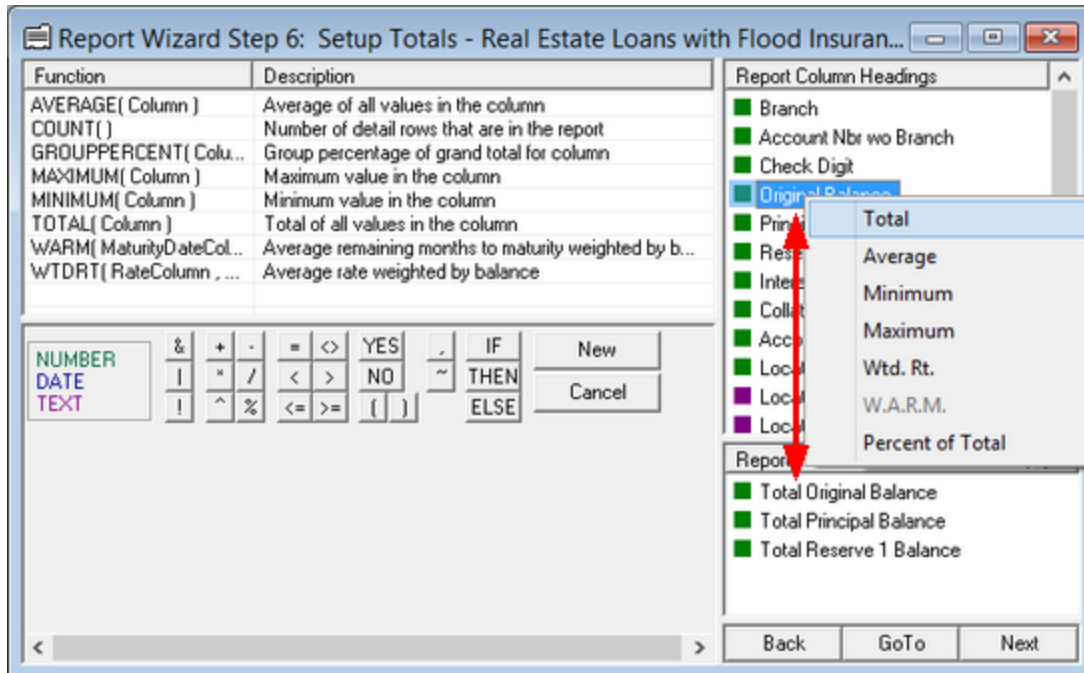 Report Wizard Step 6: Setup Totals - Real Estate Loans with Flood Insuran...
Function Description
AVERAGE( Column ) Average of all values in the column
COUNT( ) Number of detail rows that are in the report
GROUPPERCENT( Colu... Group percentage of grand total for column
MAXIMUM( Column ) Maximum value in the column
MINIMUM( Column ) Minimum value in the column
TOTAL( Column ) Total of all values in the column
WARM( MaturityDateCol... Average remaining months to maturity weighted by b...
WTDRT( RateColumn , ... Average rate weighted by balance
NUMBER
DATE
TEXT
& + - = <> YES , IF New
| * / < > NO ~ THEN Cancel
! ^ % <= >= ( ) ELSE
Report Column Headings
Branch
Account Nbr wo Branch
Check Digit
Original Balance
Total
Average
Minimum
Maximum
Wtd. Rt.
W.A.R.M.
Percent of Total
Report
Total Original Balance
Total Principal Balance
Total Reserve 1 Balance
< > Back GoTo Next